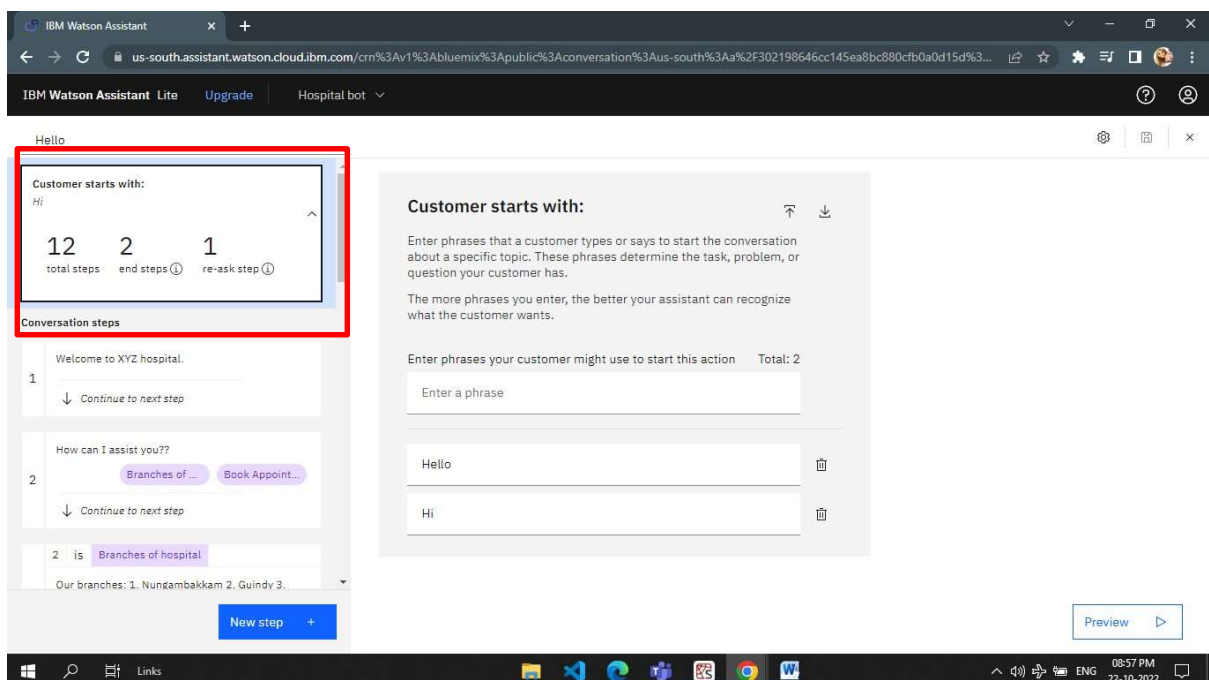 IBM Watson Assistant
us-south.assistant.watson.cloud.ibm.com/crn%3Av1%3Abluemix%3Apublic%3Aconversation%3Aus-south%3Aa%2F302198646cc145ea8bc880cfb0a0d15d%3...
IBM Watson Assistant Lite Upgrade Hospital bot
Hello
Customer starts with:
Hi
12 2 1
total steps end steps re-ask step
Conversation steps
1
Welcome to XYZ hospital.
Continue to next step
2
How can I assist you??
Branches of ... Book Appoint...
Continue to next step
2 is Branches of hospital
Our branches: 1. Nungambakkam 2. Guindy 3.
New step +
Customer starts with:
Enter phrases that a customer types or says to start the conversation
about a specific topic. These phrases determine the task, problem, or
question your customer has.
The more phrases you enter, the better your assistant can recognize
what the customer wants.
Enter phrases your customer might use to start this action Total: 2
Enter a phrase
Hello
Hi
Preview
Links
ENG
08:57 PM
22-10-2022